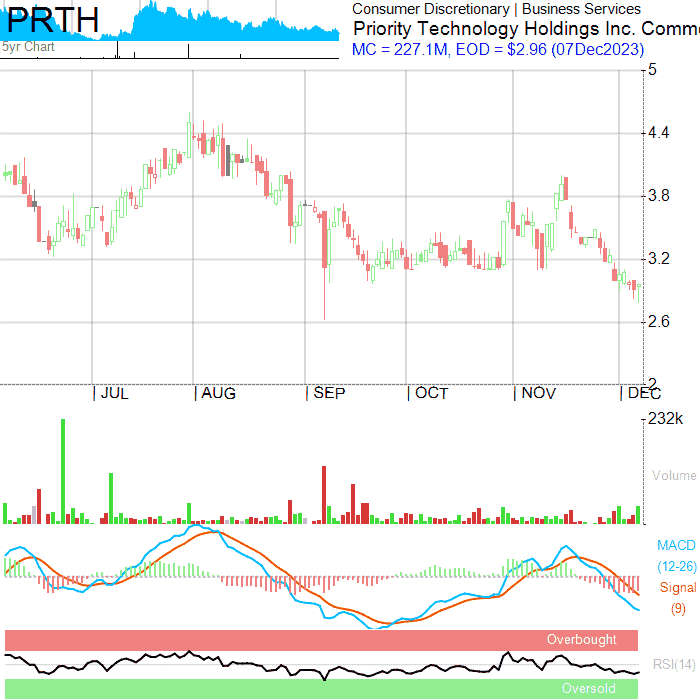 PRTH
5yr Chart
Consumer Discretionary | Business Services
Priority Technology Holdings Inc. Comm
MC = 227.1M, EOD = $2.96 (07Dec2023)
5
4.4
3.8
3.2
2.6
2
JUL AUG SEP OCT NOV DEC
232k
Volume
MACD
(12-26)
Signal
(9)
Overbought
RSI(14)
Oversold